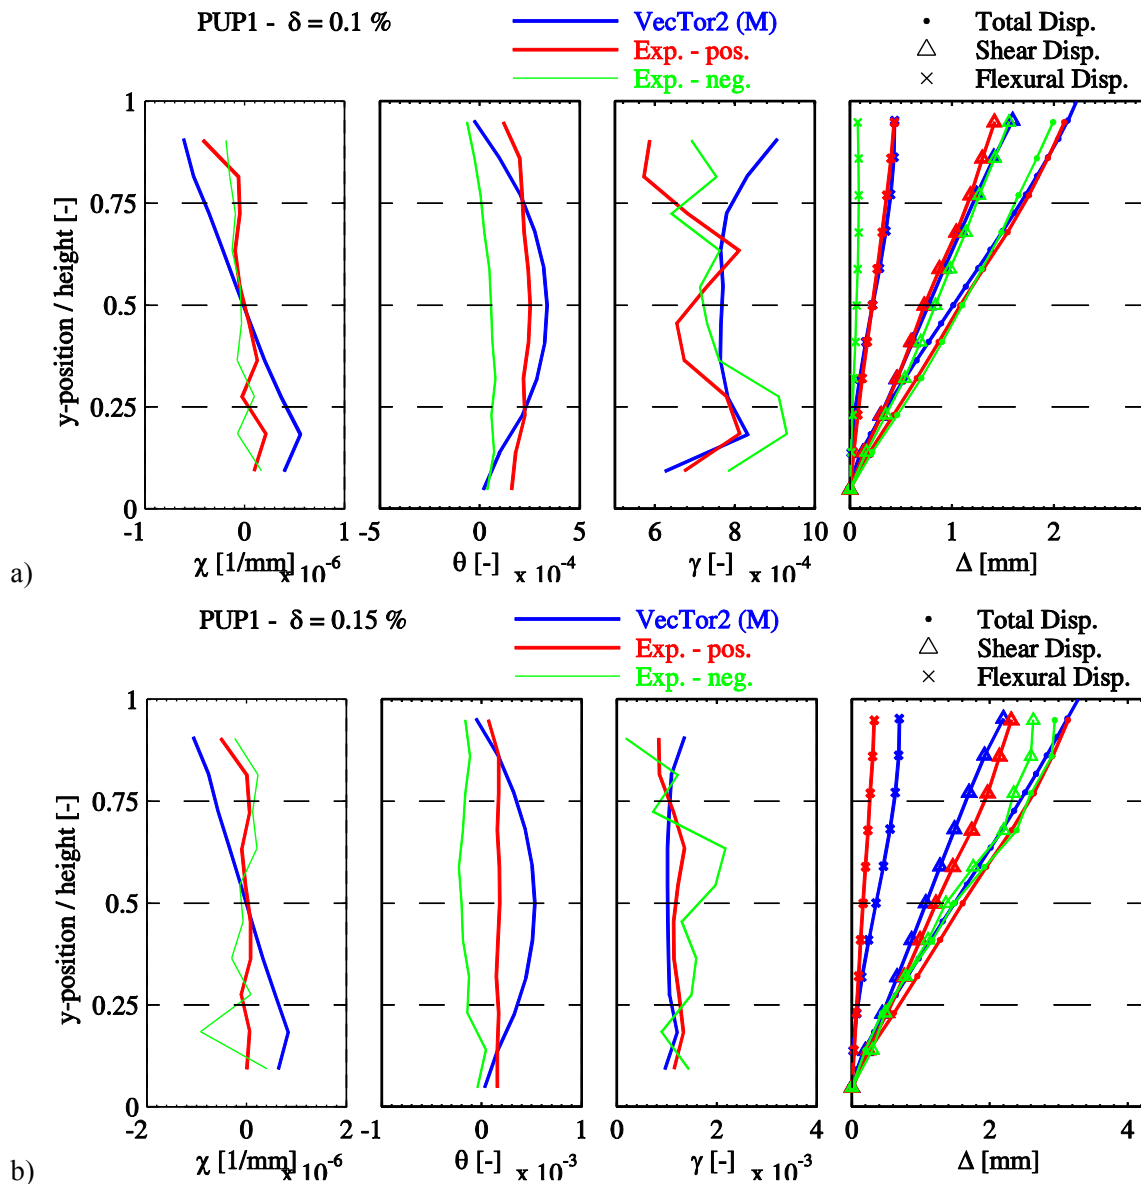 PUP1 - δ = 0.1 %
VecTor2 (M)
Exp. - pos.
Exp. - neg.
Total Disp.
Shear Disp.
Flexural Disp.
y-position / height [-]
1
0.75
0.5
0.25
0
-1 0 1
χ [1/mm] x 10-6
-5 0 5
θ [-] x 10-4
6 8 10
γ [-] x 10-4
0 1 2
Δ [mm]
a)
PUP1 - δ = 0.15 %
VecTor2 (M)
Exp. - pos.
Exp. - neg.
Total Disp.
Shear Disp.
Flexural Disp.
y-position / height [-]
1
0.75
0.5
0.25
0
-2 0 2
χ [1/mm] x 10-6
-1 0 1
θ [-] x 10-3
0 2 4
γ [-] x 10-3
0 2 4
Δ [mm]
b)